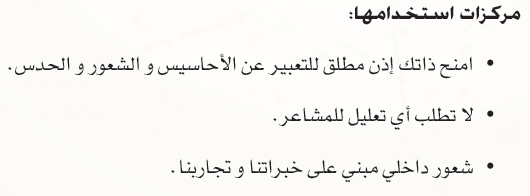 مركزات استخدامها:
• امنح ذاتك إذن مطلق للتعبير عن الأحاسيس و الشعور و الحدس.
• لا تطلب أي تعليل للمشاعر.
• شعور داخلي مبني على خبراتنا و تجاربنا.